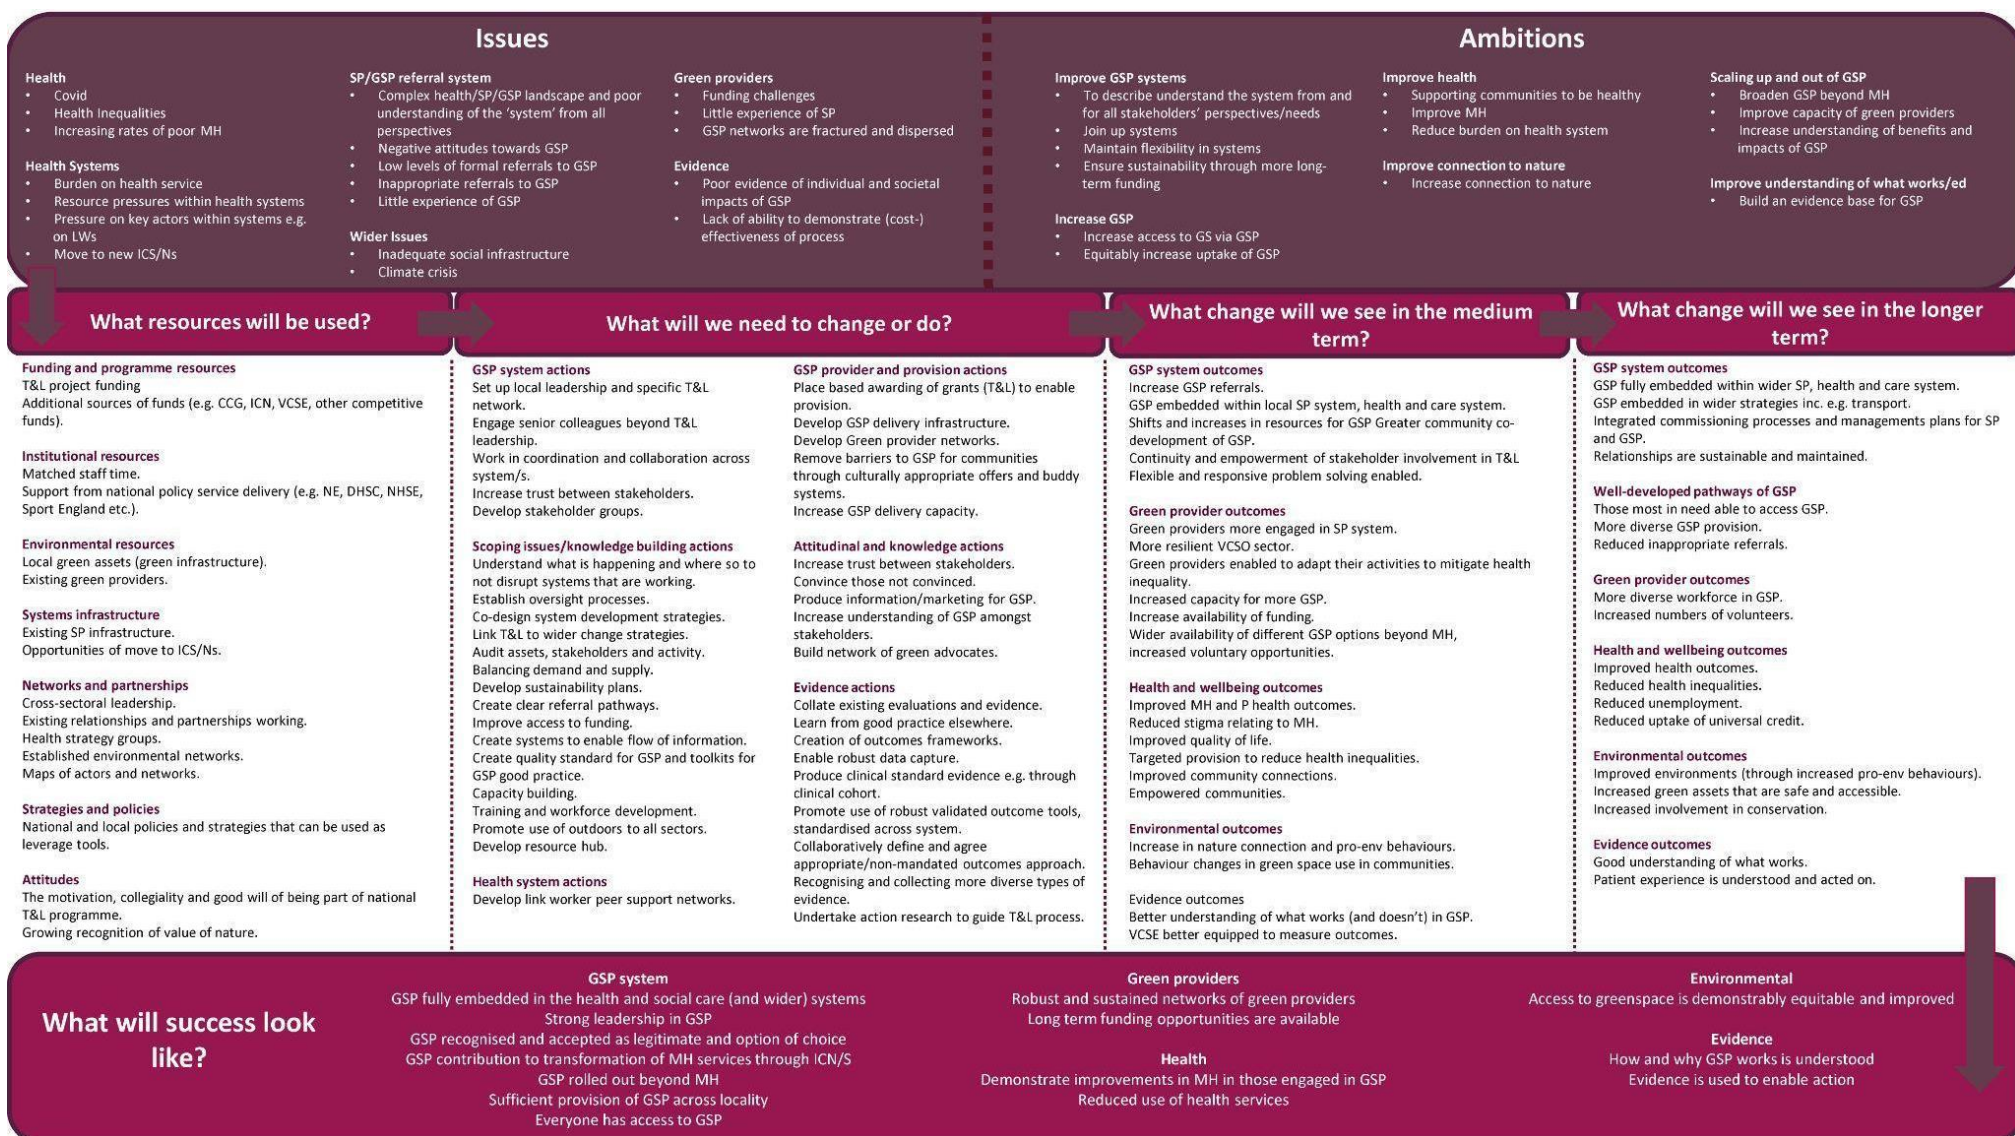 Issues
Health
• Covid
• Health Inequalities
• Increasing rates of poor MH
Health Systems
• Burden on health service
• Resource pressures within health systems
• Pressure on key actors within systems e.g.
on LWs
• Move to new ICS/Ns
SP/GSP referral system
• Complex health/SP/GSP landscape and poor
understanding of the 'system' from all
perspectives
• Negative attitudes towards GSP
• Low levels of formal referrals to GSP
• Inappropriate referrals to GSP
• Little experience of GSP
Wider Issues
• Inadequate social infrastructure
• Climate crisis
Green providers
• Funding challenges
• Little experience of SP
• GSP networks are fractured and dispersed
Evidence
• Poor evidence of individual and societal
impacts of GSP
• Lack of ability to demonstrate (cost-)
effectiveness of process
Ambitions
Improve GSP systems
• To describe understand the system from and
for all stakeholders' perspectives/needs
• Join up systems
• Maintain flexibility in systems
• Ensure sustainability through more long-
term funding
Increase GSP
• Increase access to GS via GSP
• Equitably increase uptake of GSP
Improve health
• Supporting communities to be healthy
• Improve MH
• Reduce burden on health system
Improve connection to nature
• Increase connection to nature
Scaling up and out of GSP
• Broaden GSP beyond MH
• Improve capacity of green providers
• Increase understanding of benefits and
impacts of GSP
Improve understanding of what works/ed
• Build an evidence base for GSP
What resources will be used?
Funding and programme resources
T&L project funding
Additional sources of funds (e.g. CCG, ICN, VCSE, other competitive
funds).
Institutional resources
Matched staff time.
Support from national policy service delivery (e.g. NE, DHSC, NHSE,
Sport England etc.).
Environmental resources
Local green assets (green infrastructure).
Existing green providers.
Systems infrastructure
Existing SP infrastructure.
Opportunities of move to ICS/Ns.
Networks and partnerships
Cross-sectoral leadership.
Existing relationships and partnerships working.
Health strategy groups.
Established environmental networks.
Maps of actors and networks.
Strategies and policies
National and local policies and strategies that can be used as
leverage tools.
Attitudes
The motivation, collegiality and good will of being part of national
T&L programme.
Growing recognition of value of nature.
What will we need to change or do?
GSP system actions
Set up local leadership and specific T&L
network.
Engage senior colleagues beyond T&L
leadership.
Work in coordination and collaboration across
system/s.
Increase trust between stakeholders.
Develop stakeholder groups.
Scoping issues/knowledge building actions
Understand what is happening and where so to
not disrupt systems that are working.
Establish oversight processes.
Co-design system development strategies.
Link T&L to wider change strategies.
Audit assets, stakeholders and activity.
Balancing demand and supply.
Develop sustainability plans.
Create clear referral pathways.
Improve access to funding.
Create systems to enable flow of information.
Create quality standard for GSP and toolkits for
GSP good practice.
Capacity building.
Training and workforce development.
Promote use of outdoors to all sectors.
Develop resource hub.
Health system actions
Develop link worker peer support networks.
GSP provider and provision actions
Place based awarding of grants (T&L) to enable
provision.
Develop GSP delivery infrastructure.
Develop Green provider networks.
Remove barriers to GSP for communities
through culturally appropriate offers and buddy
systems.
Increase GSP delivery capacity.
Attitudinal and knowledge actions
Increase trust between stakeholders.
Convince those not convinced.
Produce information/marketing for GSP.
Increase understanding of GSP amongst
stakeholders.
Build network of green advocates.
Evidence actions
Collate existing evaluations and evidence.
Learn from good practice elsewhere.
Creation of outcomes frameworks.
Enable robust data capture.
Produce clinical standard evidence e.g. through
clinical cohort.
Promote use of robust validated outcome tools,
standardised across system.
Collaboratively define and agree
appropriate/non-mandated outcomes approach.
Recognising and collecting more diverse types of
evidence.
Undertake action research to guide T&L process.
What change will we see in the medium
term?
GSP system outcomes
Increase GSP referrals.
GSP embedded within local SP system, health and care system.
Shifts and increases in resources for GSP Greater community co-
development of GSP.
Continuity and empowerment of stakeholder involvement in T&L
Flexible and responsive problem solving enabled.
Green provider outcomes
Green providers more engaged in SP system.
More resilient VCSO sector.
Green providers enabled to adapt their activities to mitigate health
inequality.
Increased capacity for more GSP.
Increase availability of funding.
Wider availability of different GSP options beyond MH,
increased voluntary opportunities.
Health and wellbeing outcomes
Improved MH and P health outcomes.
Reduced stigma relating to MH.
Improved quality of life.
Targeted provision to reduce health inequalities.
Improved community connections.
Empowered communities.
Environmental outcomes
Increase in nature connection and pro-env behaviours.
Behaviour changes in green space use in communities.
Evidence outcomes
Better understanding of what works (and doesn't) in GSP.
VCSE better equipped to measure outcomes.
What change will we see in the longer
term?
GSP system outcomes
GSP fully embedded within wider SP, health and care system.
GSP embedded in wider strategies inc. e.g. transport.
Integrated commissioning processes and managements plans for SP
and GSP.
Relationships are sustainable and maintained.
Well-developed pathways of GSP
Those most in need able to access GSP.
More diverse GSP provision.
Reduced inappropriate referrals.
Green provider outcomes
More diverse workforce in GSP.
Increased numbers of volunteers.
Health and wellbeing outcomes
Improved health outcomes.
Reduced health inequalities.
Reduced unemployment.
Reduced uptake of universal credit.
Environmental outcomes
Improved environments (through increased pro-env behaviours).
Increased green assets that are safe and accessible.
Increased involvement in conservation.
Evidence outcomes
Good understanding of what works.
Patient experience is understood and acted on.
What will success look
like?
GSP system
GSP fully embedded in the health and social care (and wider) systems
Strong leadership in GSP
GSP recognised and accepted as legitimate and option of choice
GSP contribution to transformation of MH services through ICN/S
GSP rolled out beyond MH
Sufficient provision of GSP across locality
Everyone has access to GSP
Green providers
Robust and sustained networks of green providers
Long term funding opportunities are available
Health
Demonstrate improvements in MH in those engaged in GSP
Reduced use of health services
Environmental
Access to greenspace is demonstrably equitable and improved
Evidence
How and why GSP works is understood
Evidence is used to enable action